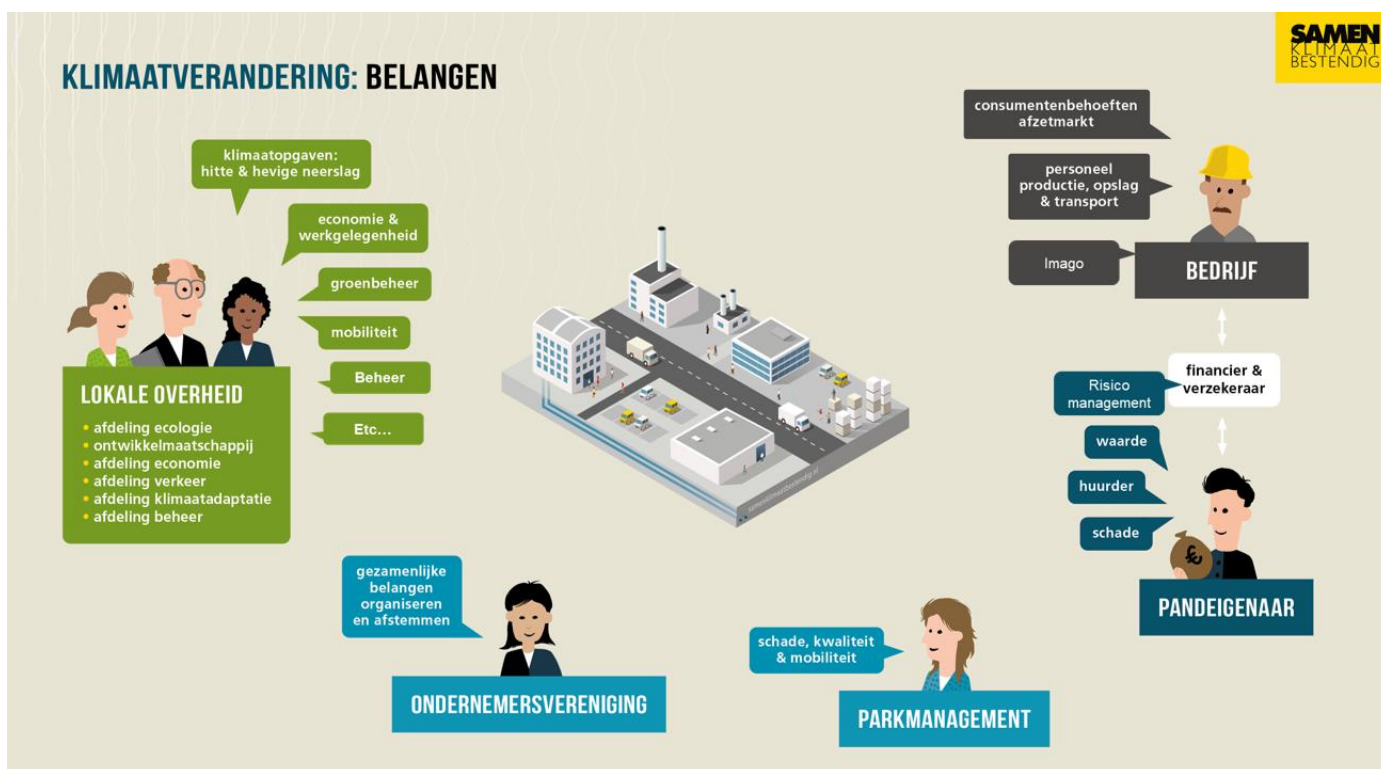 SAMEN
KLIMAAT
BESTENDIG
KLIMAATVERANDERING: BELANGEN
klimaatopgaven:
hitte & hevige neerslag
economie &
werkgelegenheid
groenbeheer
mobiliteit
Beheer
Etc...
LOKALE OVERHEID
• afdeling ecologie
• ontwikkelmaatschappij
• afdeling economie
• afdeling verkeer
• afdeling klimaatadaptatie
• afdeling beheer
samenklimaatbestendig.nl
consumentenbehoeften
afzetmarkt
personeel
productie, opslag
& transport
Imago
BEDRIJF
financier &
verzekeraar
Risico
management
waarde
huurder
schade
PANDEIGENAAR
gezamenlijke
belangen
organiseren
en afstemmen
ONDERNEMERSVERENIGING
schade, kwaliteit
& mobiliteit
PARKMANAGEMENT